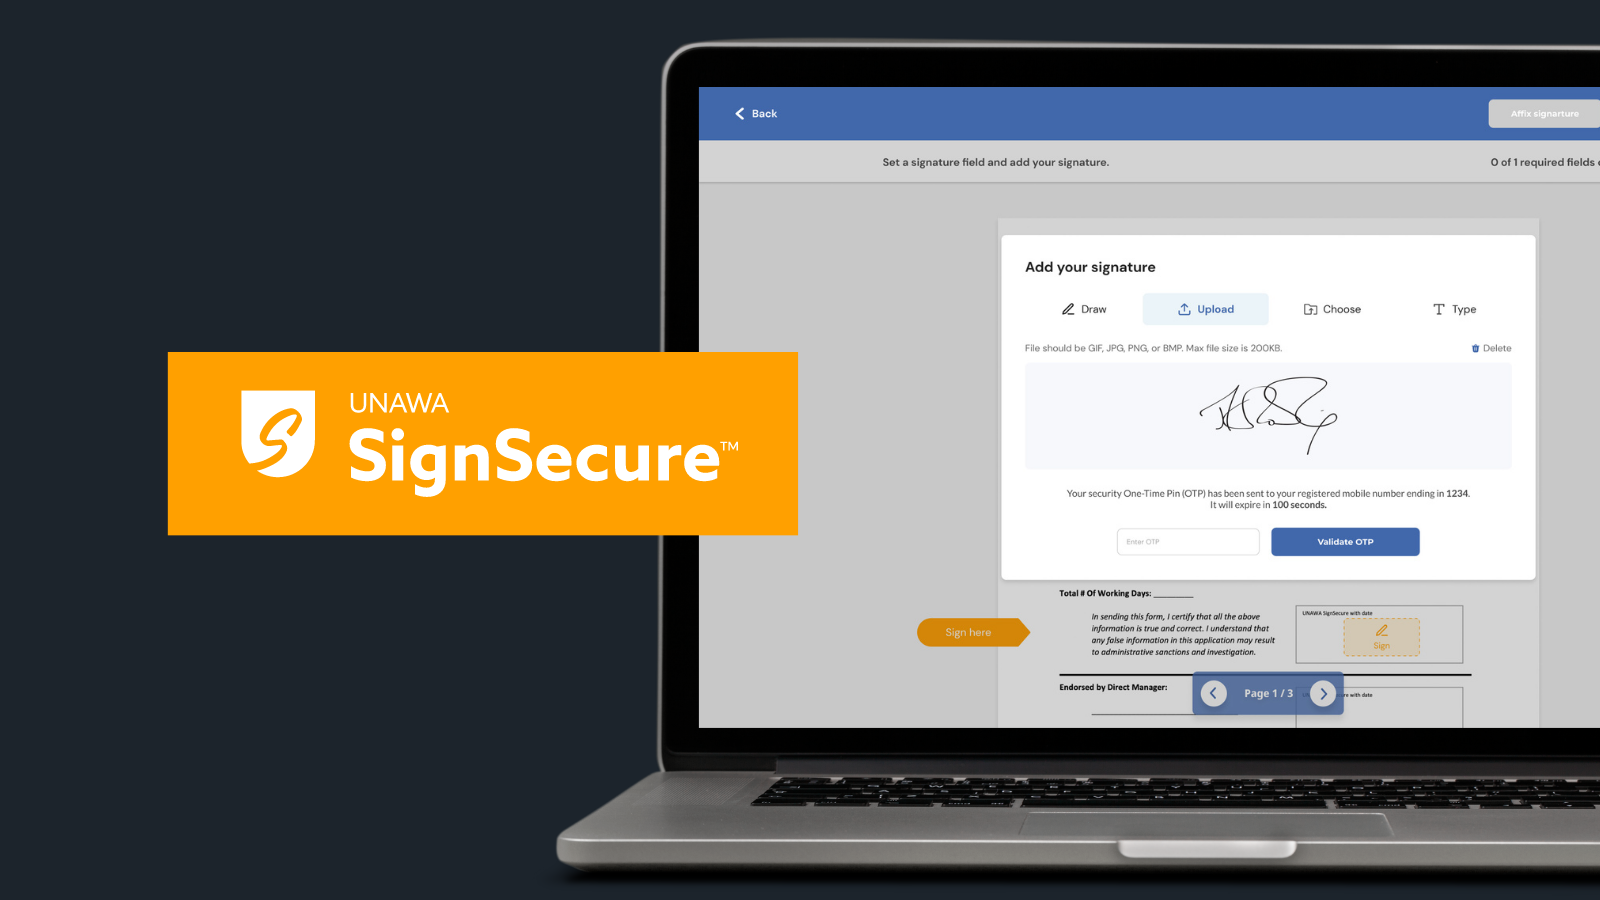 UNAWA
SignSecure™
Back
Affix signarture
Set a signature field and add your signature.
0 of 1 required fields
Add your signature
Draw
Upload
Choose
Type
File should be GIF, JPG, PNG, or BMP. Max file size is 200KB.
Delete
Your security One-Time Pin (OTP) has been sent to your registered mobile number ending in 1234.
It will expire in 100 seconds.
Enter OTP
Validate OTP
Total # Of Working Days: ________
Sign here
In sending this form, I certify that all the above
information is true and correct. I understand that
any false information in this application may result
to administrative sanctions and investigation.
UNAWA SignSecure with date
Sign
Endorsed by Direct Manager:
Page 1 / 3
with date